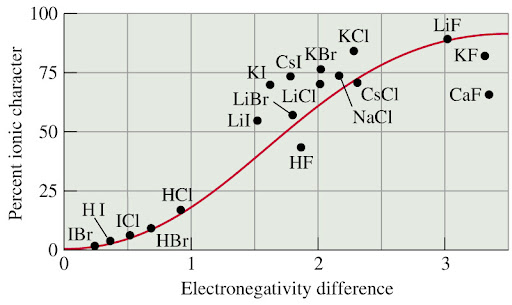 100
LiF
KCl
KBr
KF
CsI
75
KI
LiCl
CsCl
CaF
LiBr
NaCl
LiI
50
HF
25
HCl
HI
ICl
IBr
HBr
0
0
1
2
3
Percent ionic character
Electronegativity difference